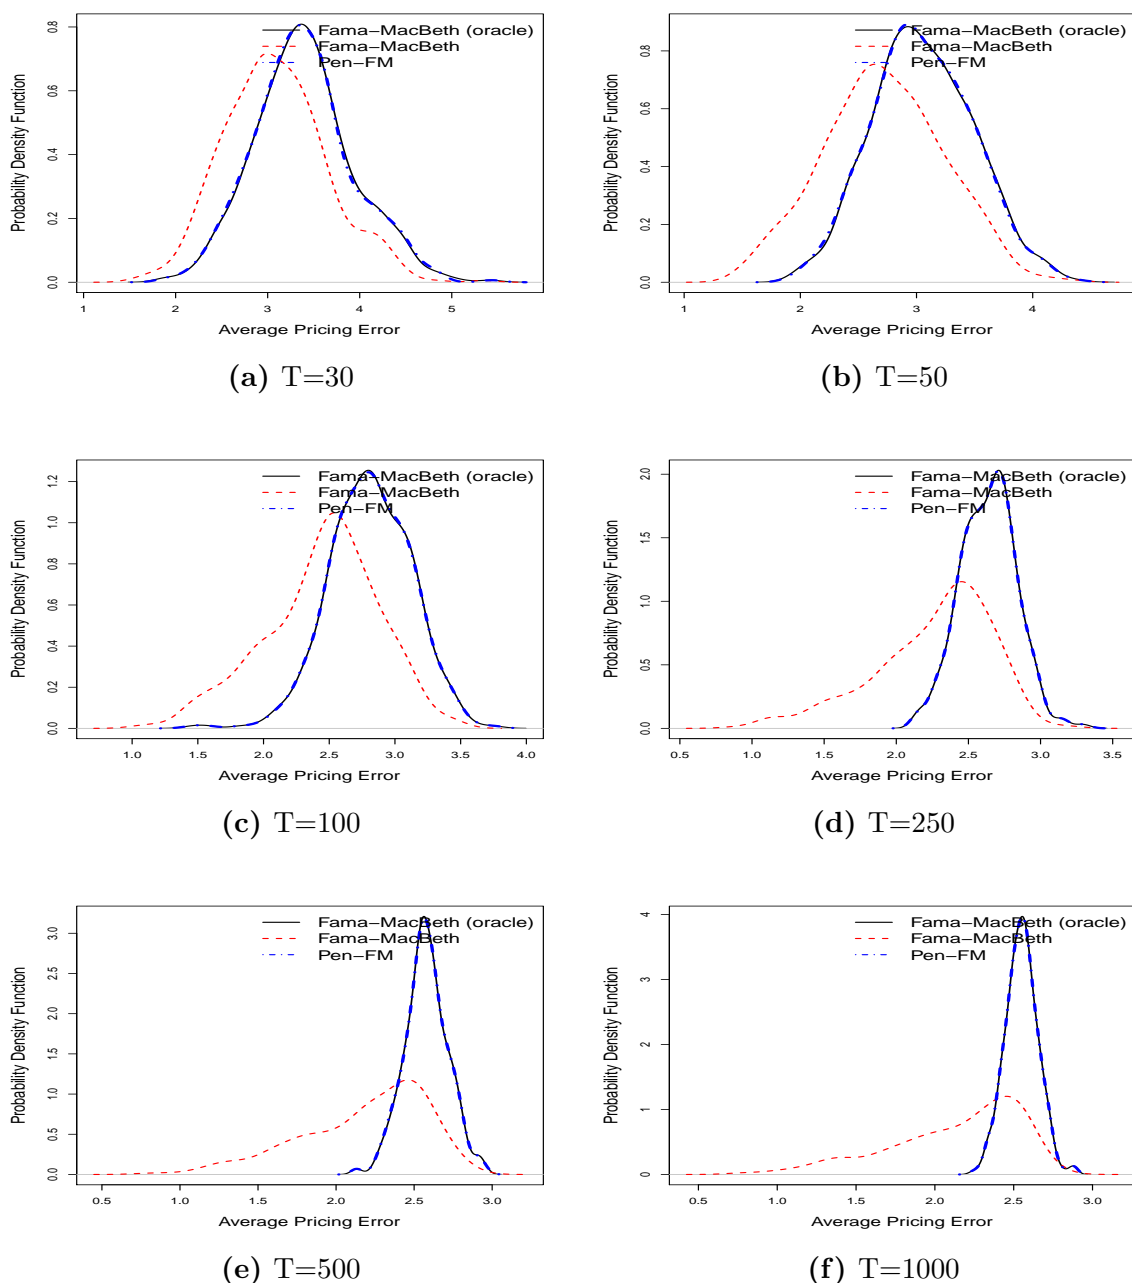 Fama−MacBeth (oracle)
Fama−MacBeth
Pen−FM
Probability Density Function
0.0 0.2 0.4 0.6 0.8
1 2 3 4 5
Average Pricing Error
(a) T=30
Fama−MacBeth (oracle)
Fama−MacBeth
Pen−FM
Probability Density Function
0.0 0.2 0.4 0.6 0.8
1 2 3 4
Average Pricing Error
(b) T=50
Fama−MacBeth (oracle)
Fama−MacBeth
Pen−FM
Probability Density Function
0.0 0.2 0.4 0.6 0.8 1.0 1.2
1.0 1.5 2.0 2.5 3.0 3.5 4.0
Average Pricing Error
(c) T=100
Fama−MacBeth (oracle)
Fama−MacBeth
Pen−FM
Probability Density Function
0.0 0.5 1.0 1.5 2.0
0.5 1.0 1.5 2.0 2.5 3.0 3.5
Average Pricing Error
(d) T=250
Fama−MacBeth (oracle)
Fama−MacBeth
Pen−FM
Probability Density Function
0.0 0.5 1.0 1.5 2.0 2.5 3.0
0.5 1.0 1.5 2.0 2.5 3.0
Average Pricing Error
(e) T=500
Fama−MacBeth (oracle)
Fama−MacBeth
Pen−FM
Probability Density Function
0 1 2 3 4
0.5 1.0 1.5 2.0 2.5 3.0
Average Pricing Error
(f) T=1000